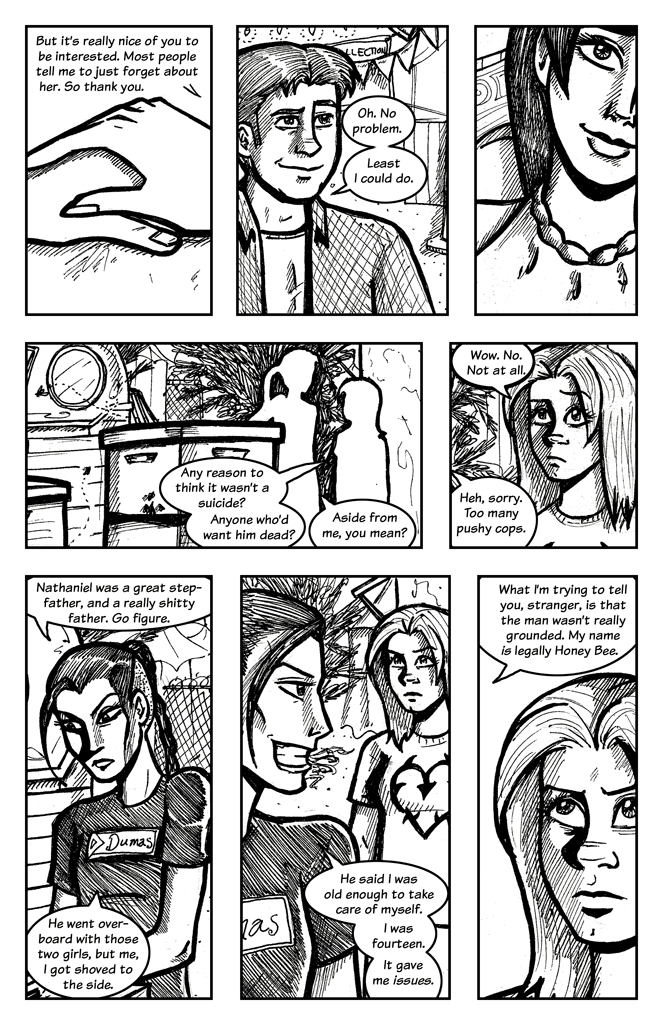 But it's really nice of you to
be interested. Most people
tell me to just forget about
her. So thank you.
LLECTION
Oh. No
problem.
Least
I could do.
Any reason to
think it wasn't a
suicide?
Anyone who'd
want him dead?
Aside from
me, you mean?
Wow. No.
Not at all.
Heh, sorry.
Too many
pushy cops.
Nathaniel was a great step-
father, and a really shitty
father. Go figure.
Dumas
He went over-
board with those
two girls, but me,
I got shoved to
the side.
mas
He said I was
old enough to take
care of myself.
I was
fourteen.
It gave
me issues.
What I'm trying to tell
you, stranger, is that
the man wasn't really
grounded. My name
is legally Honey Bee.